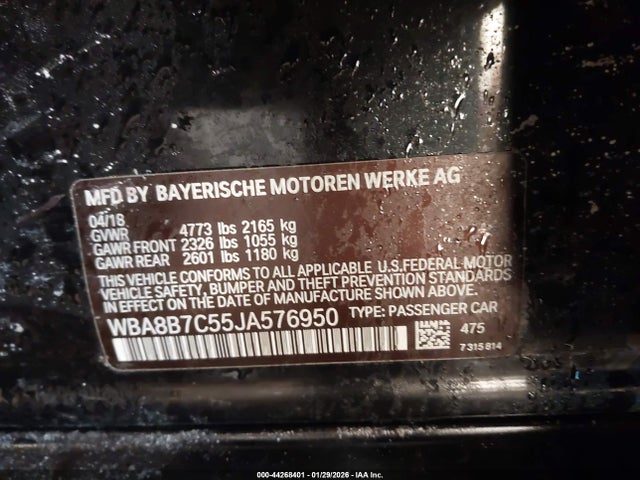 MFD BY BAYERISCHE MOTOREN WERKE AG
04/18
GVWR 4773 lbs 2165 kg
GAWR FRONT 2326 lbs 1055 kg
GAWR REAR 2601 lbs 1180 kg
THIS VEHICLE CONFORMS TO ALL APPLICABLE U.S.FEDERAL MOTOR
VEHICLE SAFETY, BUMPER AND THEFT PREVENTION STANDARDS
IN EFFECT ON THE DATE OF MANUFACTURE SHOWN ABOVE.
WBA8B7C55JA576950 TYPE: PASSENGER CAR
475
7315814
000-44268401 - 01/29/2026 - IAA Inc.